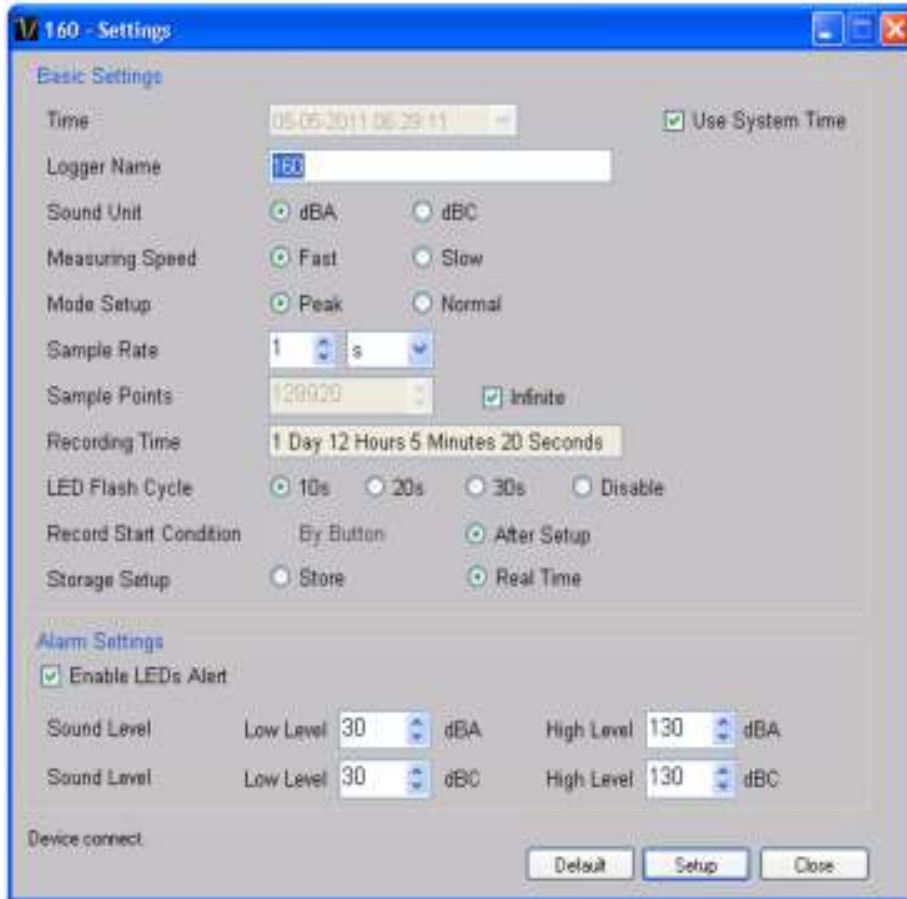 160 - Settings
Basic Settings
Time 05-05-2011 06:29:11 Use System Time
Logger Name 160
Sound Unit dBA dBC
Measuring Speed Fast Slow
Mode Setup Peak Normal
Sample Rate 1 s
Sample Points 129920 Infinite
Recording Time 1 Day 12 Hours 5 Minutes 20 Seconds
LED Flash Cycle 10s 20s 30s Disable
Record Start Condition By Button After Setup
Storage Setup Store Real Time
Alarm Settings
Enable LEDs Alert
Sound Level Low Level 30 dBA High Level 130 dBA
Sound Level Low Level 30 dBC High Level 130 dBC
Device connect
Default Setup Close